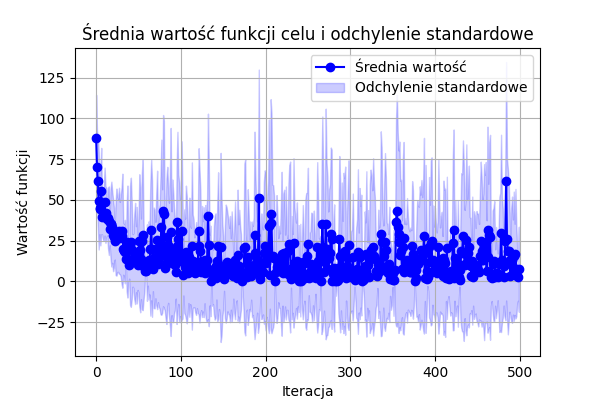 Średnia wartość funkcji celu i odchylenie standardowe
Średnia wartość
Odchylenie standardowe
Wartość funkcji
125
100
75
50
25
0
−25
0 100 200 300 400 500
Iteracja